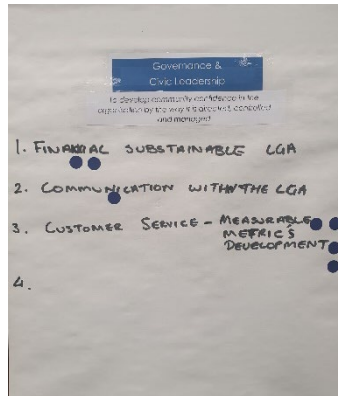 Governance &
Civic Leadership
To develop community confidence in the
organisation by the way it is directed, controlled
and managed
1. FINANCIAL SUBSTAINABLE LGA
2. COMMUNICATION WITH THE LGA
3. CUSTOMER SERVICE - MEASURABLE
METRIC'S
DEVELOPMENT
4.